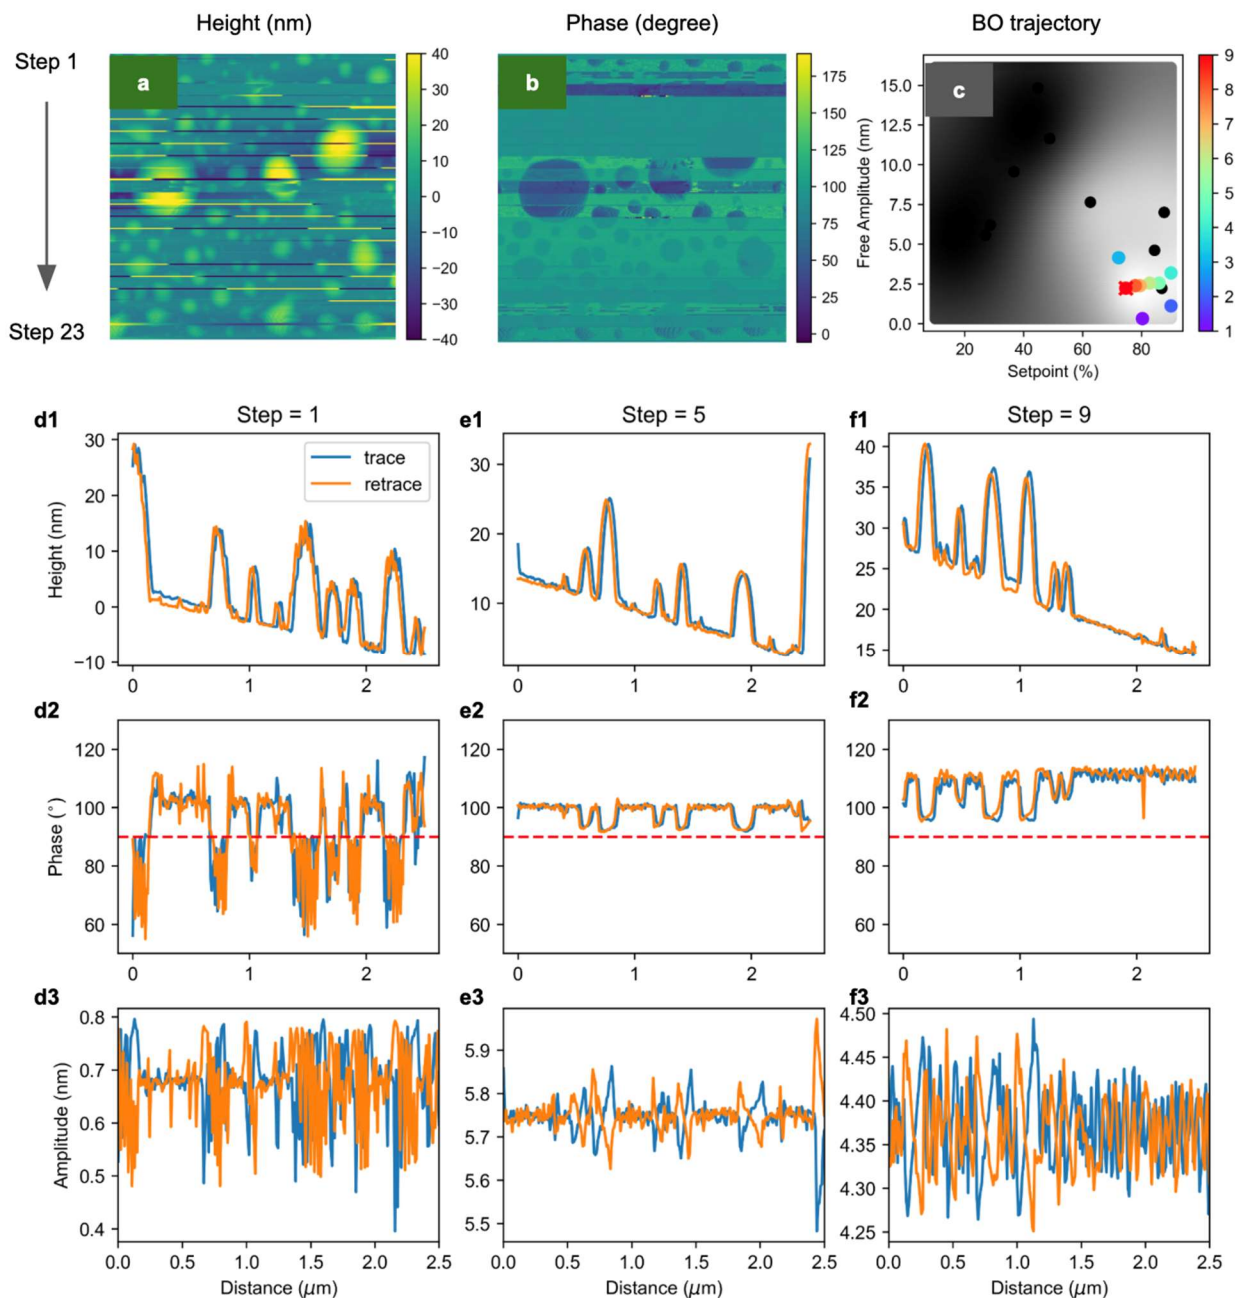 Height (nm)
Phase (degree)
BO trajectory
Step 1
Step 23
a
40
30
20
10
0
−10
−20
−30
−40
b
175
150
125
100
75
50
25
0
c
Free Amplitude (nm)
15.0
12.5
10.0
7.5
5.0
2.5
0.0
20 40 60 80
Setpoint (%)
9
8
7
6
5
4
3
2
1
d1
Step = 1
Height (nm)
30
20
10
0
−10
0 1 2
trace
retrace
e1
Step = 5
30
20
10
0 1 2
f1
Step = 9
40
35
30
25
20
15
0 1 2
d2
Phase (°)
120
100
80
60
0 1 2
e2
120
100
80
60
0 1 2
f2
120
100
80
60
0 1 2
d3
Amplitude (nm)
0.8
0.7
0.6
0.5
0.4
0.0 0.5 1.0 1.5 2.0 2.5
Distance (μm)
e3
5.9
5.8
5.7
5.6
5.5
0.0 0.5 1.0 1.5 2.0 2.5
Distance (μm)
f3
4.50
4.45
4.40
4.35
4.30
4.25
0.0 0.5 1.0 1.5 2.0 2.5
Distance (μm)